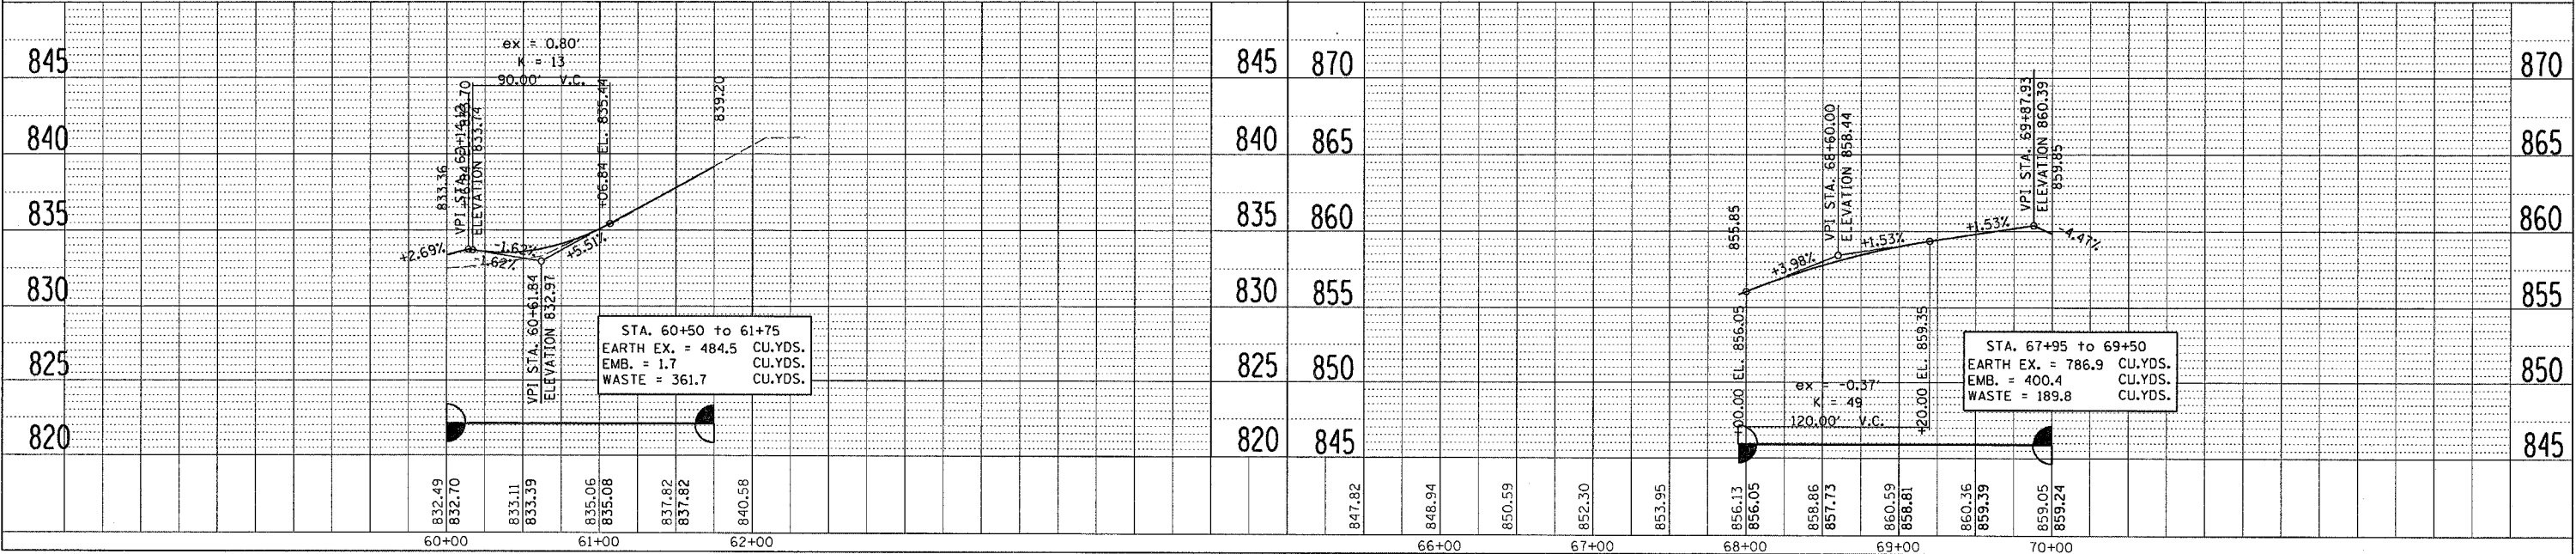 845
840
835
830
825
820
ex = 0.80'
K = 13
90.00' V.C.
833.36
VPI STA. 60+14.12
ELEVATION 833.74
+06.84 EL. 835.44
839.20
+2.69%
-1.62%
-1.62%
+5.51%
VPI STA. 60+61.84
ELEVATION 832.97
STA. 60+50 to 61+75
EARTH EX. = 484.5 CU.YDS.
EMB. = 1.7 CU.YDS.
WASTE = 361.7 CU.YDS.
832.49
832.70
833.11
833.39
835.06
835.08
837.82
837.82
840.58
60+00
61+00
62+00
845
840
835
830
825
820
870
865
860
855
850
845
855.85
VPI STA. 68+60.00
ELEVATION 858.44
VPI STA. 69+87.93
ELEVATION 860.39
859.85
+3.98%
+1.53%
+1.53%
-4.47%
+00.00 EL. 856.05
+20.00 EL. 859.35
ex = -0.37'
K = 49
120.00' V.C.
STA. 67+95 to 69+50
EARTH EX. = 786.9 CU.YDS.
EMB. = 400.4 CU.YDS.
WASTE = 189.8 CU.YDS.
847.82
848.94
850.59
852.30
853.95
856.13
856.05
858.86
857.73
860.59
858.81
860.36
859.39
859.05
859.24
66+00
67+00
68+00
69+00
70+00
870
865
860
855
850
845